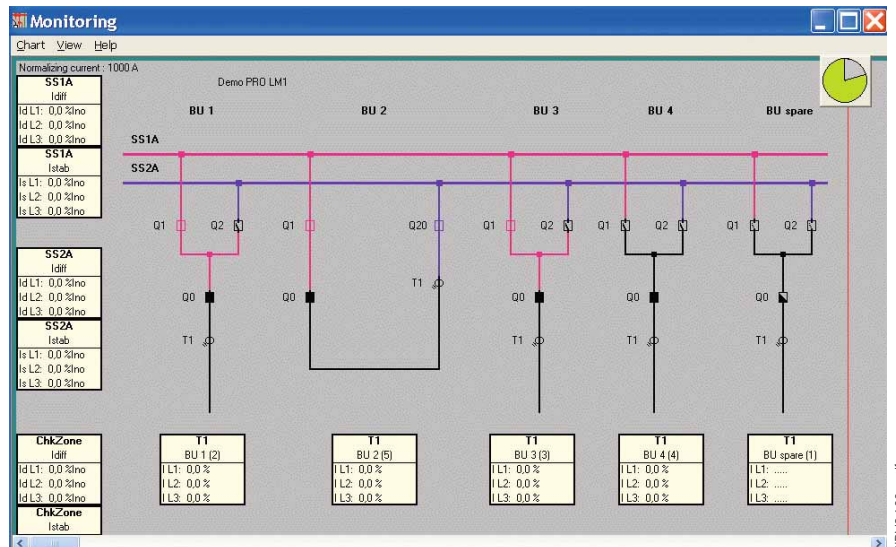 Monitoring
Chart View Help
Normalizing current : 1000 A
Demo PRO LM1
SS1A
Idiff
Id L1: 0,0 %Ino
Id L2: 0,0 %Ino
Id L3: 0,0 %Ino
SS1A
Istab
Is L1: 0,0 %Ino
Is L2: 0,0 %Ino
Is L3: 0,0 %Ino
SS2A
Idiff
Id L1: 0,0 %Ino
Id L2: 0,0 %Ino
Id L3: 0,0 %Ino
SS2A
Istab
Is L1: 0,0 %Ino
Is L2: 0,0 %Ino
Is L3: 0,0 %Ino
ChkZone
Idiff
Id L1: 0,0 %Ino
Id L2: 0,0 %Ino
Id L3: 0,0 %Ino
ChkZone
Istab
BU 1 BU 2 BU 3 BU 4 BU spare
SS1A
SS2A
Q1 Q2 Q1 Q20 Q1 Q2 Q1 Q2 Q1 Q2
T1
Q0 Q0 Q0 Q0 Q0
T1 T1 T1 T1
T1
BU 1 (2)
I L1: 0,0 %
I L2: 0,0 %
I L3: 0,0 %
T1
BU 2 (5)
I L1: 0,0 %
I L2: 0,0 %
I L3: 0,0 %
T1
BU 3 (3)
I L1: 0,0 %
I L2: 0,0 %
I L3: 0,0 %
T1
BU 4 (4)
I L1: 0,0 %
I L2: 0,0 %
I L3: 0,0 %
T1
BU spare (1)
I L1: .....
I L2: .....
I L3: .....